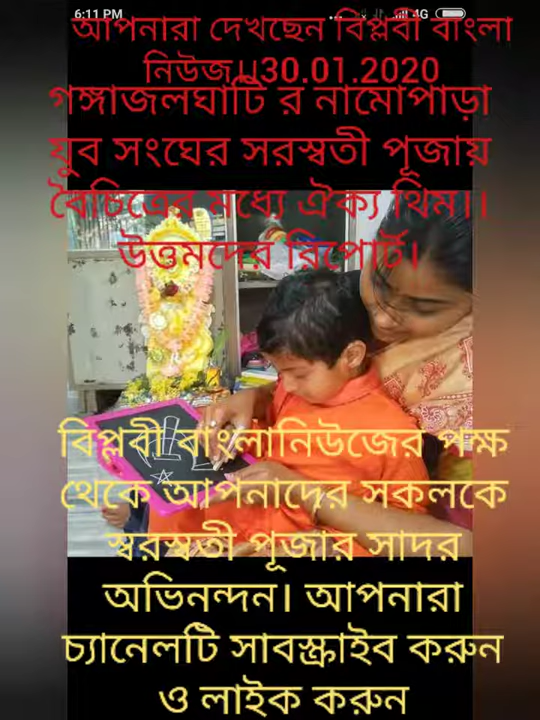 6:11 PM 4G
আপনারা দেখছেন বিপ্লবী বাংলা
নিউজ॥30.01.2020
গঙ্গাজলঘাটি র নামোপাড়া
যুব সংঘের সরস্বতী পূজায়
বৈচিত্রের মধ্যে ঐক্য থিম।।
উত্তমদের রিপোর্ট।
বিপ্লবী বাংলানিউজের পক্ষ
থেকে আপনাদের সকলকে
স্বরস্বতী পূজার সাদর
অভিনন্দন। আপনারা
চ্যানেলটি সাবস্ক্রাইব করুন
ও লাইক করুন